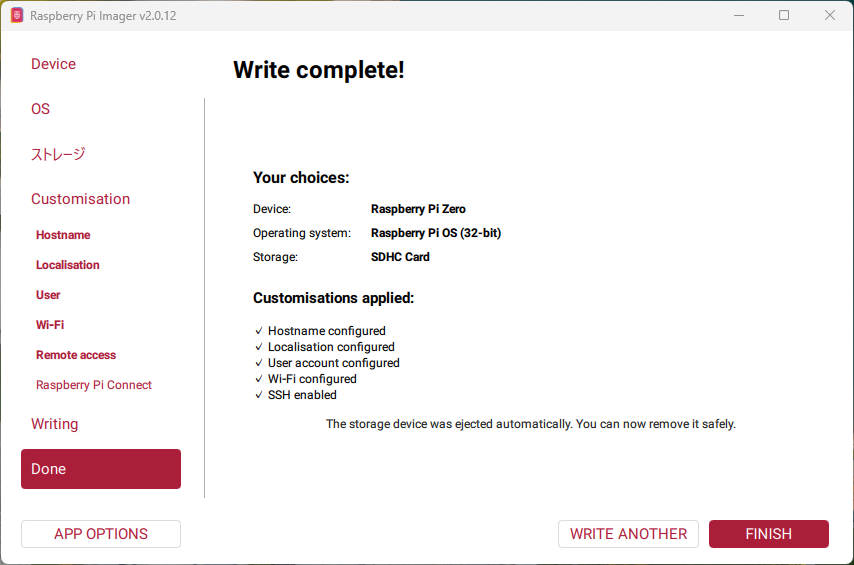 Raspberry Pi Imager v2.0.12
Device
OS
ストレージ
Customisation
Hostname
Localisation
User
Wi-Fi
Remote access
Raspberry Pi Connect
Writing
Done
APP OPTIONS
Write complete!
Your choices:
Device: Raspberry Pi Zero
Operating system: Raspberry Pi OS (32-bit)
Storage: SDHC Card
Customisations applied:
✓ Hostname configured
✓ Localisation configured
✓ User account configured
✓ Wi-Fi configured
✓ SSH enabled
The storage device was ejected automatically. You can now remove it safely.
WRITE ANOTHER
FINISH